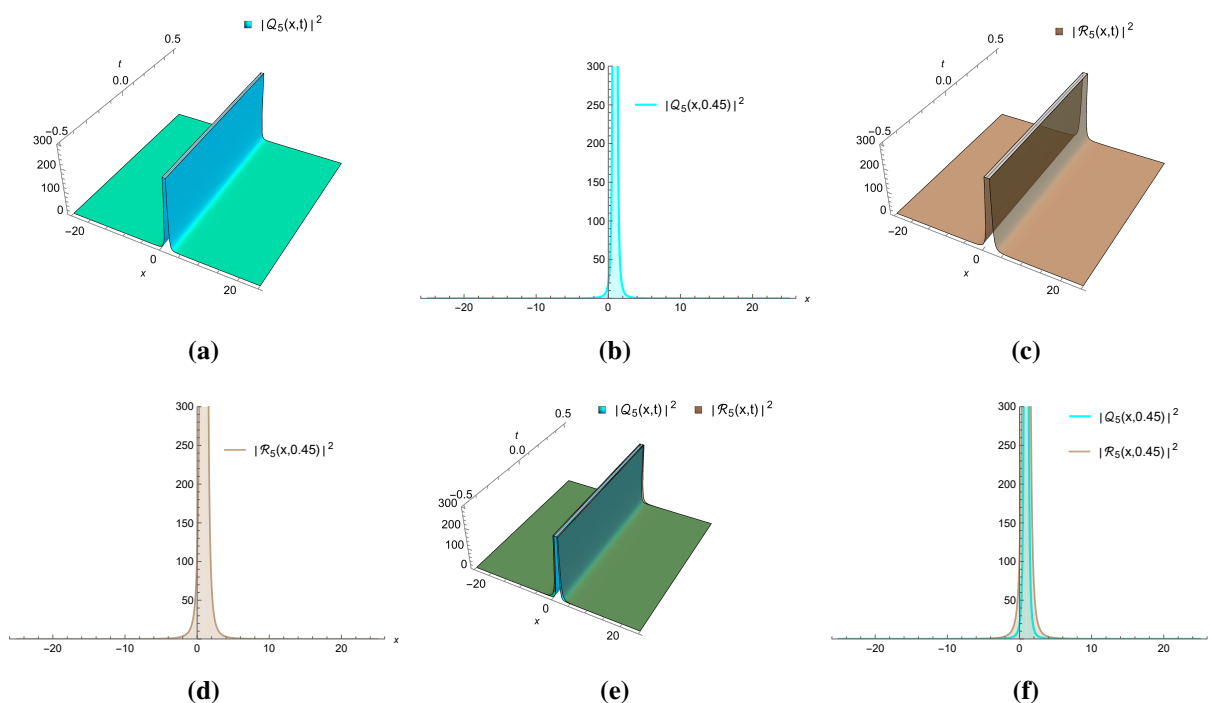 |Q₅(x,t)|²
0.5
t
0.0
−0.5
300
200
100
0
−20
0
x
20
(a)
300
250
200
150
100
50
−20
−10
0
10
20
x
|Q₅(x,0.45)|²
(b)
|R₅(x,t)|²
0.5
t
0.0
−0.5
300
200
100
0
−20
0
x
20
(c)
300
250
200
150
100
50
−20
−10
0
10
20
x
|R₅(x,0.45)|²
(d)
|Q₅(x,t)|² |R₅(x,t)|²
0.5
t
0.0
−0.5
300
200
100
0
−20
0
x
20
(e)
300
250
200
150
100
50
−20
−10
0
10
20
x
|Q₅(x,0.45)|²
|R₅(x,0.45)|²
(f)